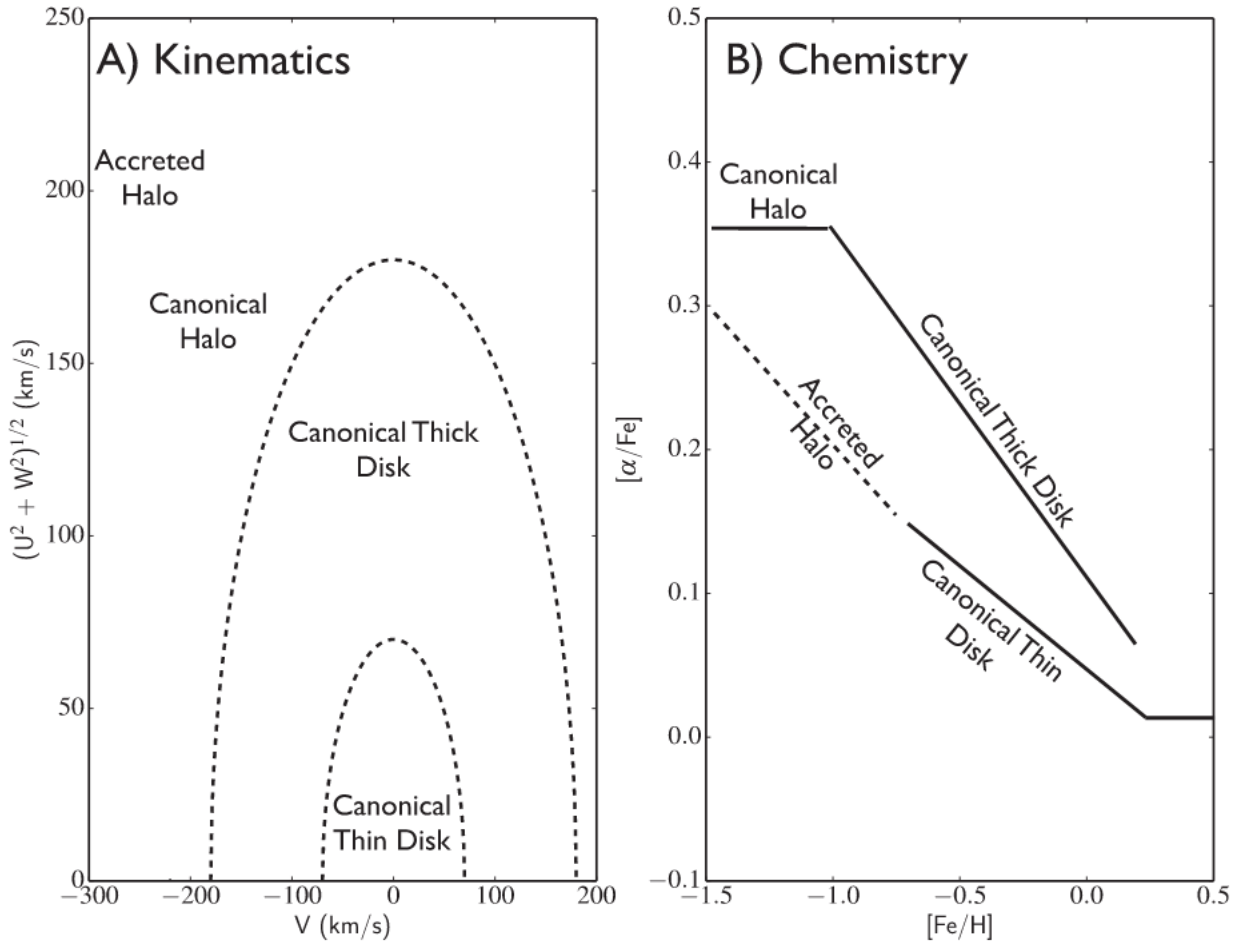 A) Kinematics
250
200
150
100
50
0
(U² + W²)^1/2 (km/s)
Accreted
Halo
Canonical
Halo
Canonical Thick
Disk
Canonical
Thin Disk
−300
−200
−100
0
100
200
V (km/s)
B) Chemistry
0.5
0.4
0.3
0.2
0.1
0.0
−0.1
[α/Fe]
Canonical
Halo
Canonical Thick Disk
Accreted
Halo
Canonical Thin
Disk
−1.5
−1.0
−0.5
0.0
0.5
[Fe/H]